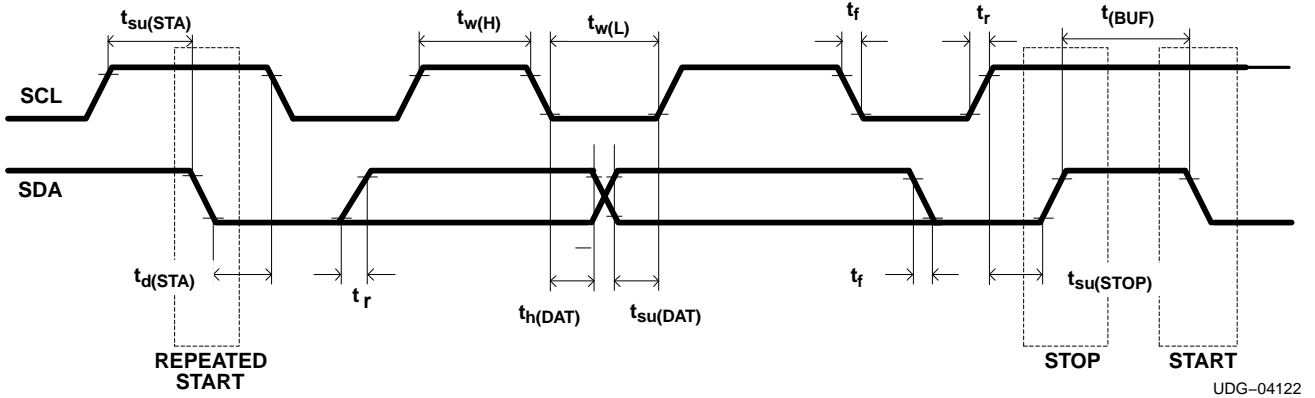 tsu(STA)
tw(H)
tw(L)
tf
tr
t(BUF)
SCL
SDA
td(STA)
tr
th(DAT)
tsu(DAT)
tf
tsu(STOP)
REPEATED
START
STOP
START
UDG−04122